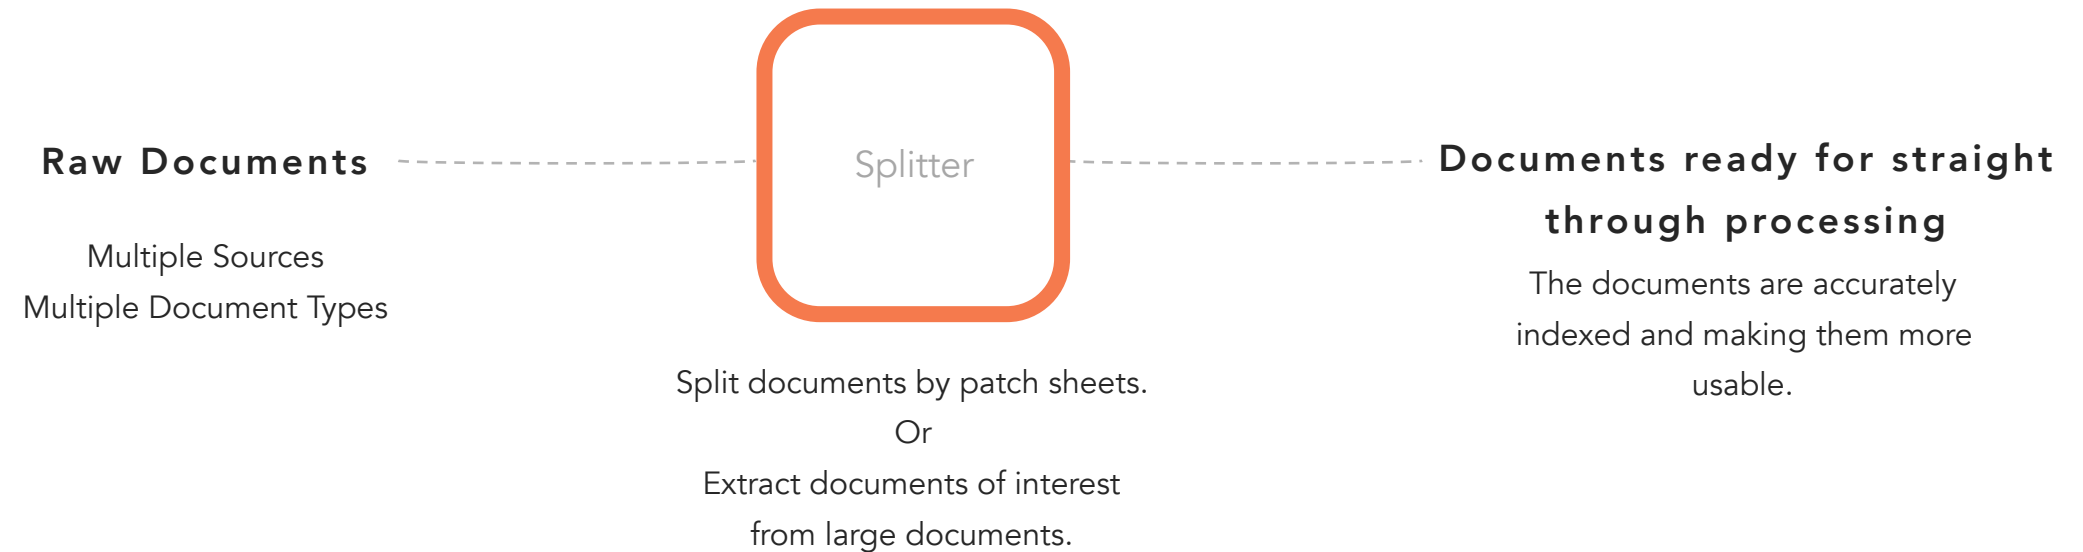 Raw Documents
Multiple Sources
Multiple Document Types
Splitter
Split documents by patch sheets.
Or
Extract documents of interest
from large documents.
Documents ready for straight
through processing
The documents are accurately
indexed and making them more
usable.